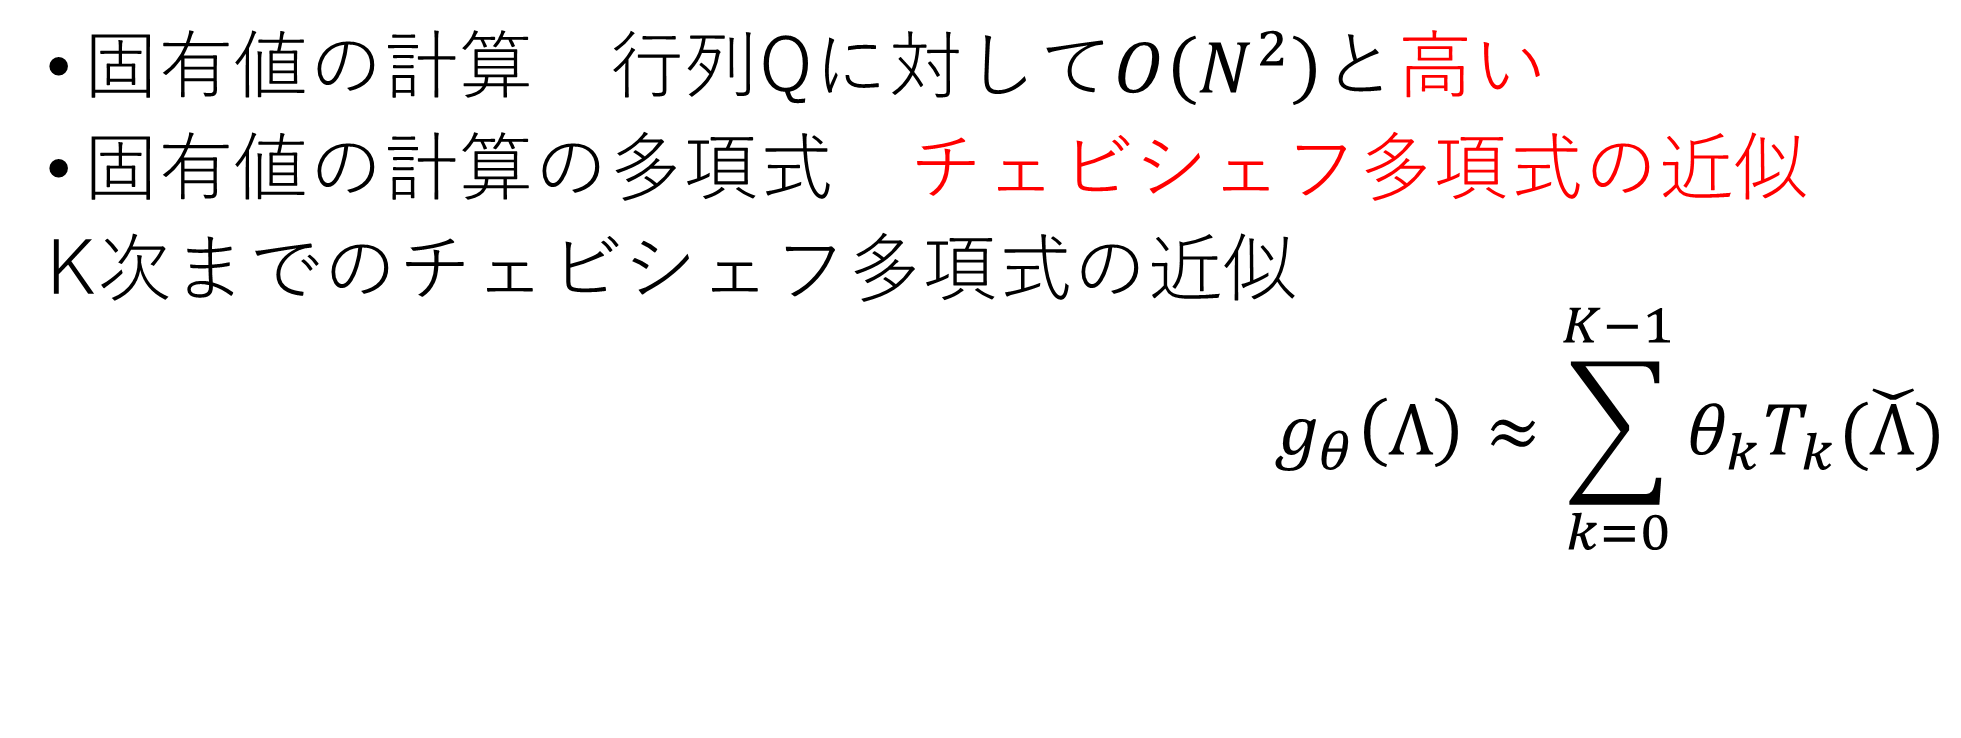 • 固有値の計算　行列Qに対して𝑂(𝑁²)と高い
• 固有値の計算の多項式　チェビシェフ多項式の近似
K次までのチェビシェフ多項式の近似
g_θ(Λ) ≈ ∑_{k=0}^{K−1} θ_k T_k(Λ̌)